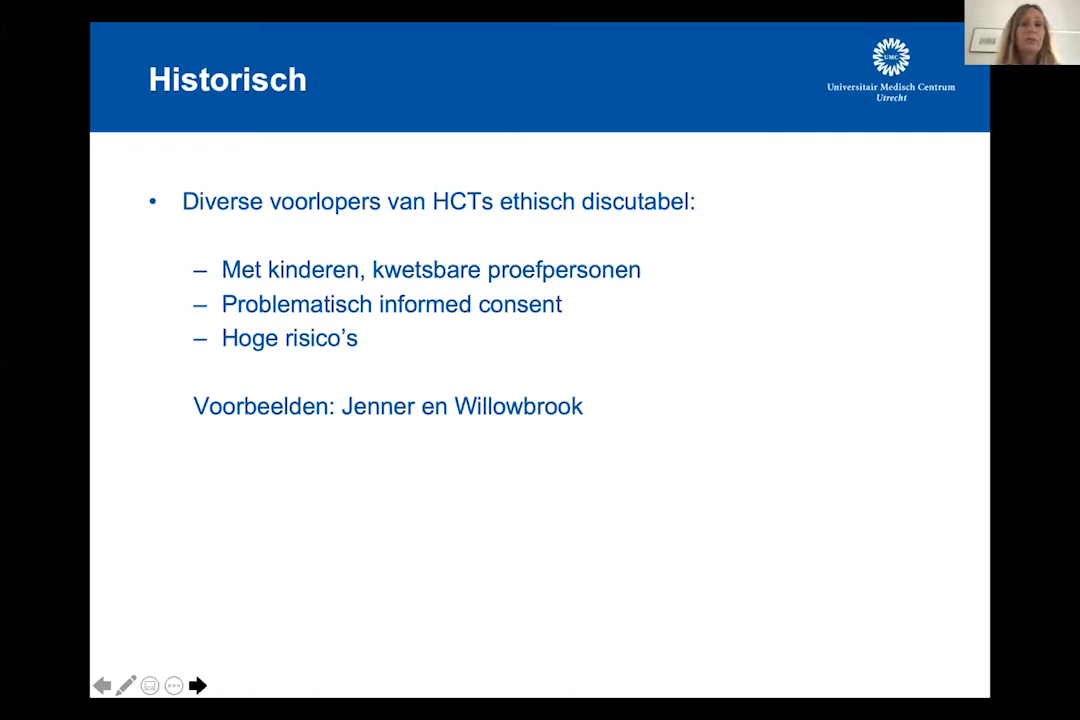 Historisch
UMC
Universitair Medisch Centrum
Utrecht
• Diverse voorlopers van HCTs ethisch discutabel:
– Met kinderen, kwetsbare proefpersonen
– Problematisch informed consent
– Hoge risico’s
Voorbeelden: Jenner en Willowbrook